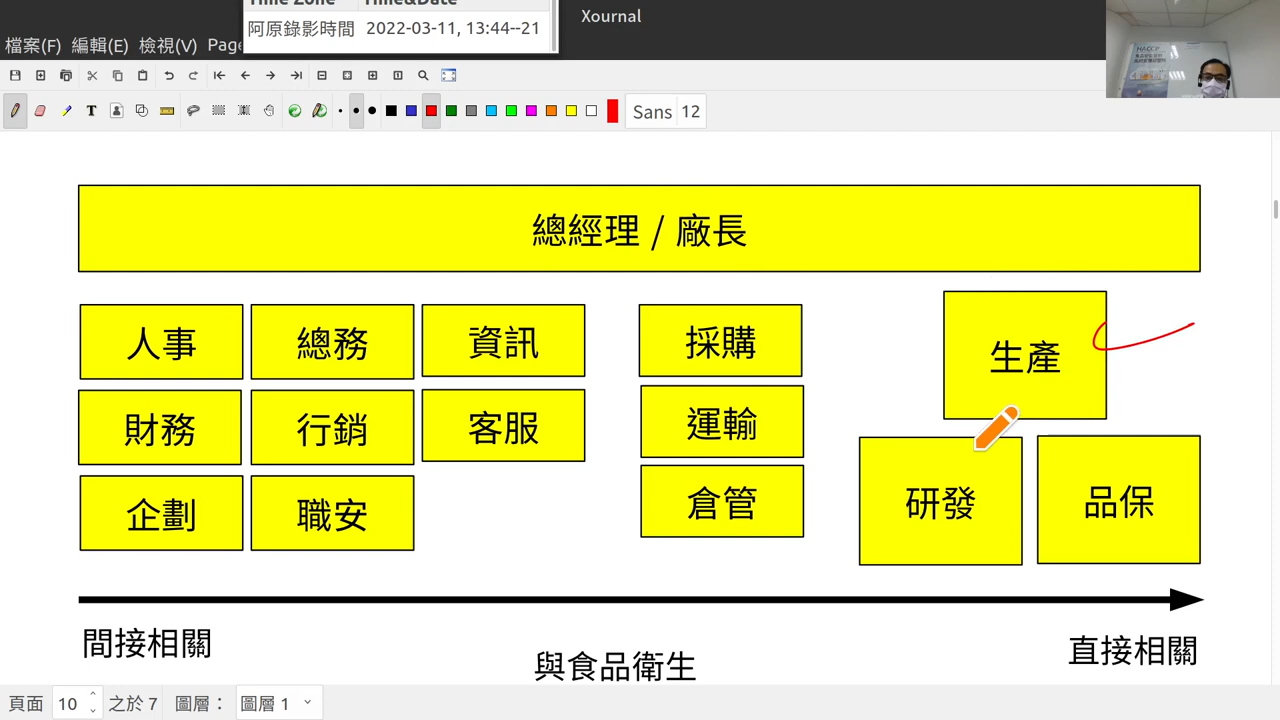 Time Zone Time&Date
阿原錄影時間 2022-03-11, 13:44--21
Xournal
檔案(F) 編輯(E) 檢視(V) Page
HACCP
Sans 12
總經理 / 廠長
人事 總務 資訊 採購 生產
財務 行銷 客服 運輸
企劃 職安 倉管 研發 品保
間接相關 直接相關
與食品衛生
頁面 10 之於 7 圖層： 圖層 1